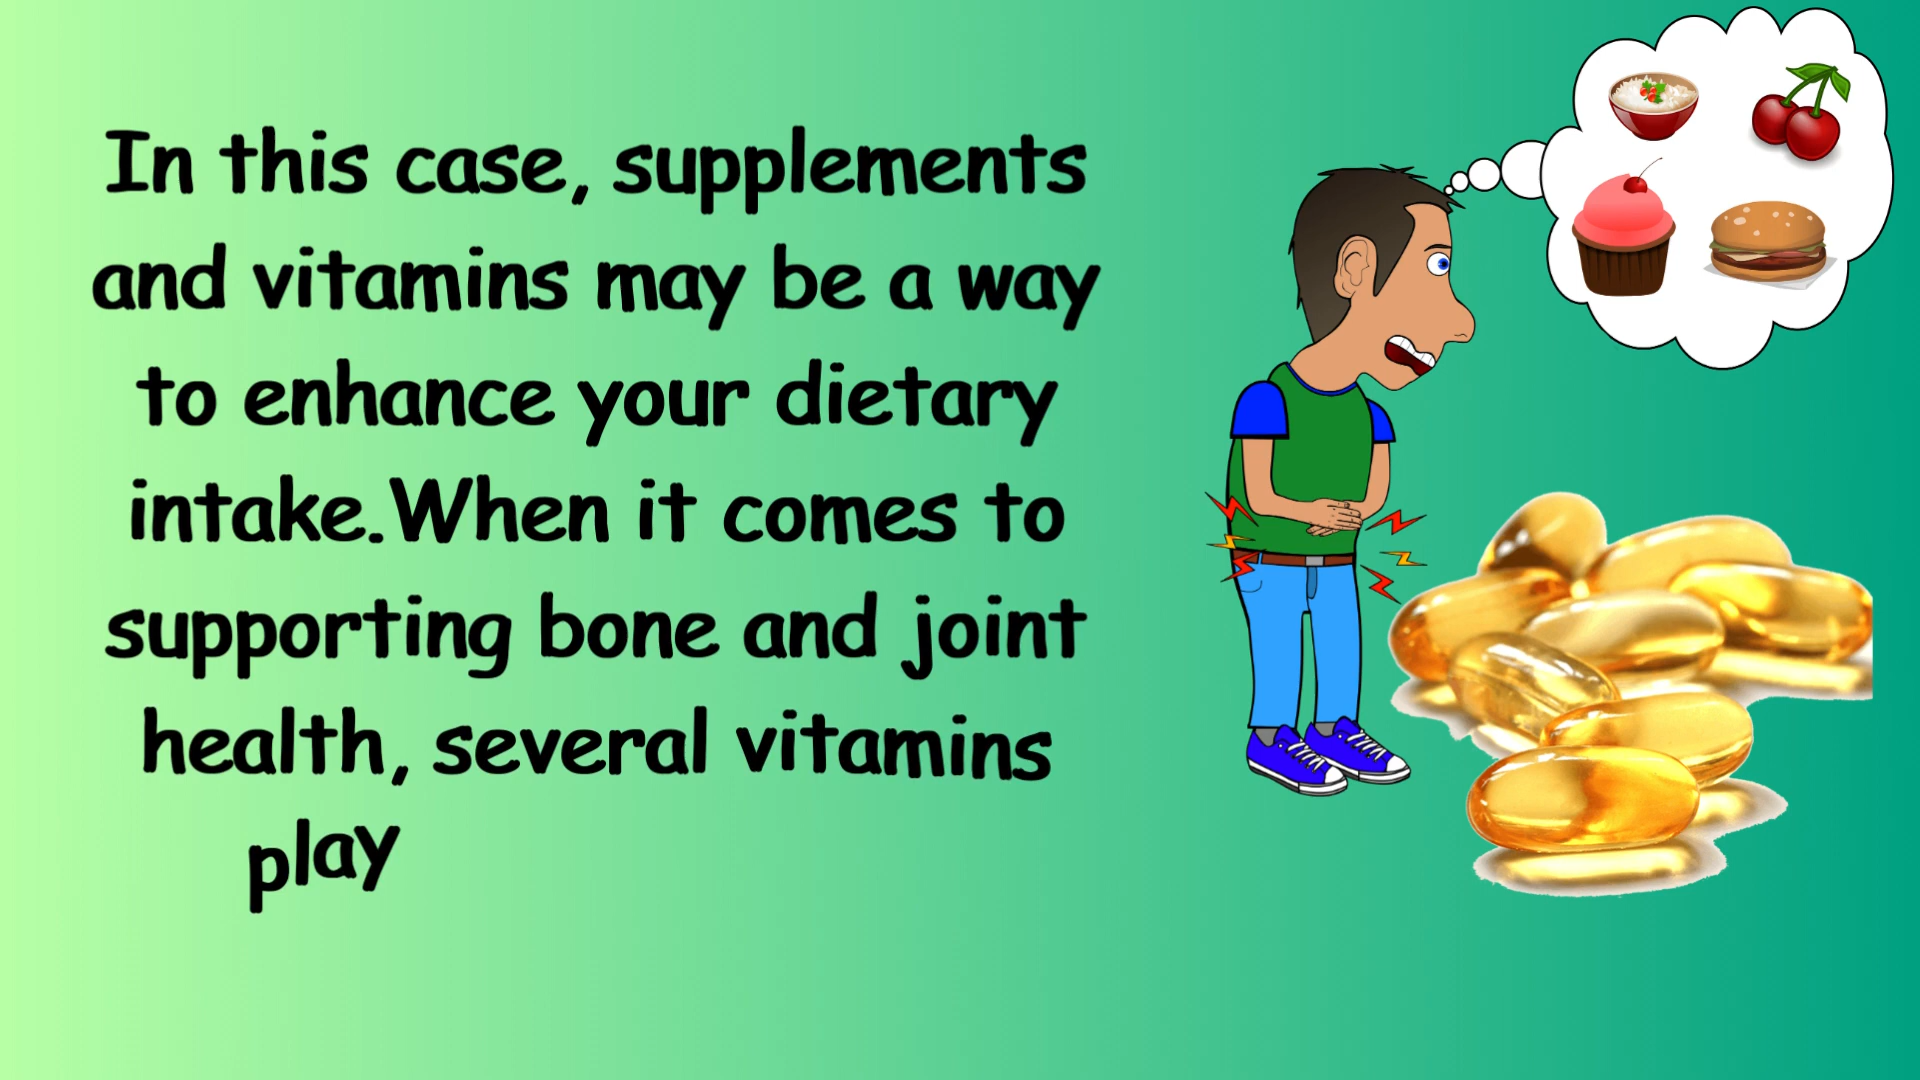 In this case, supplements
and vitamins may be a way
to enhance your dietary
intake.When it comes to
supporting bone and joint
health, several vitamins
play